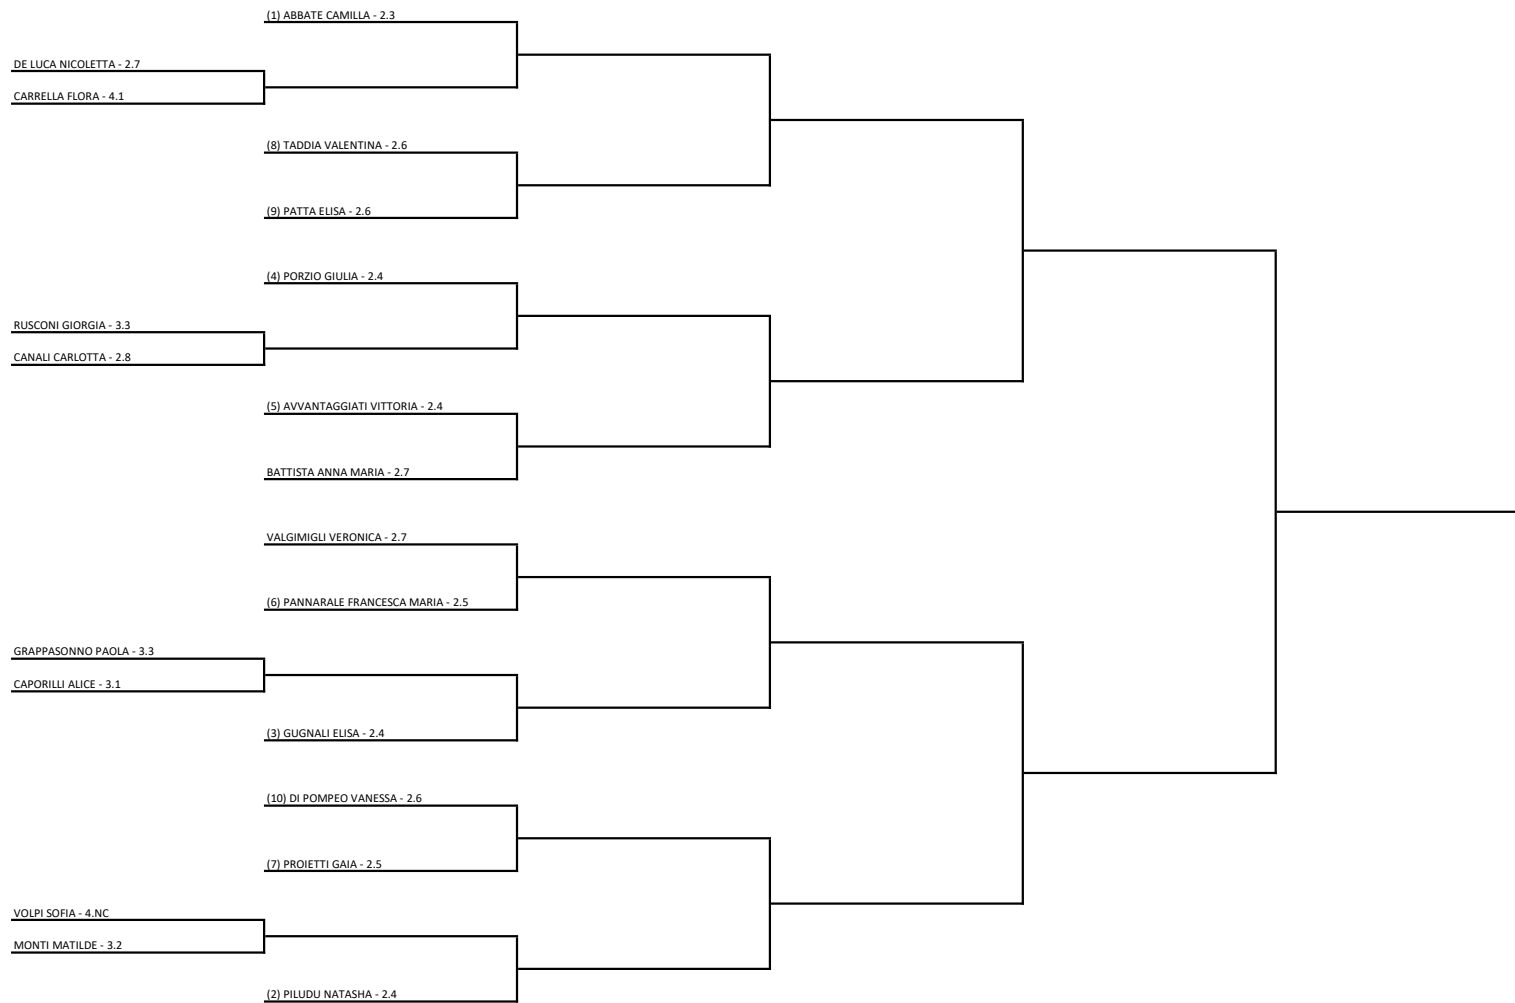 (1) ABBATE CAMILLA - 2.3
DE LUCA NICOLETTA - 2.7
CARRELLA FLORA - 4.1
(8) TADDIA VALENTINA - 2.6
(9) PATTA ELISA - 2.6
(4) PORZIO GIULIA - 2.4
RUSCONI GIORGIA - 3.3
CANALI CARLOTTA - 2.8
(5) AVVANTAGGIATI VITTORIA - 2.4
BATTISTA ANNA MARIA - 2.7
VALGIMIGLI VERONICA - 2.7
(6) PANNARALE FRANCESCA MARIA - 2.5
GRAPPASONNO PAOLA - 3.3
CAPORILLI ALICE - 3.1
(3) GUGNALI ELISA - 2.4
(10) DI POMPEO VANESSA - 2.6
(7) PROIETTI GAIA - 2.5
VOLPI SOFIA - 4.NC
MONTI MATILDE - 3.2
(2) PILUDU NATASHA - 2.4